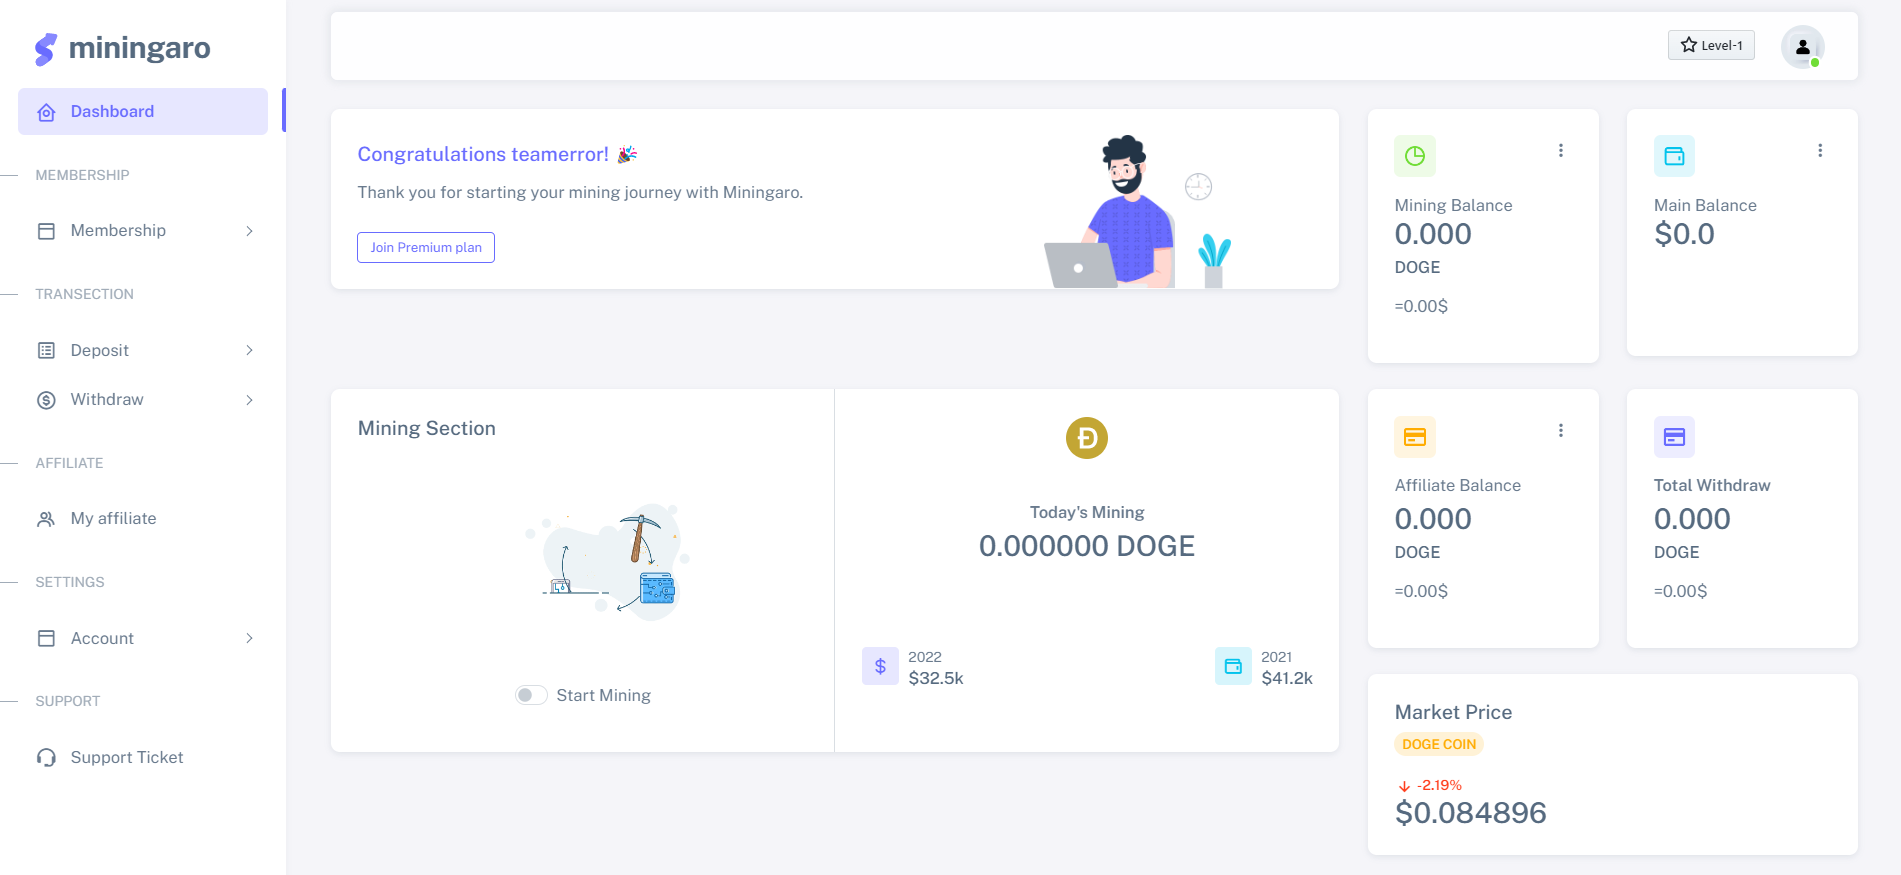 miningaro
Dashboard
MEMBERSHIP
Membership
TRANSECTION
Deposit
Withdraw
AFFILIATE
My affiliate
SETTINGS
Account
SUPPORT
Support Ticket
Level-1
Congratulations teamerror! 🎉
Thank you for starting your mining journey with Miningaro.
Join Premium plan
Mining Balance
0.000
DOGE
=0.00$
Main Balance
$0.0
Mining Section
Start Mining
Today's Mining
0.000000 DOGE
2022
$32.5k
2021
$41.2k
Affiliate Balance
0.000
DOGE
=0.00$
Total Withdraw
0.000
DOGE
=0.00$
Market Price
DOGE COIN
-2.19%
$0.084896